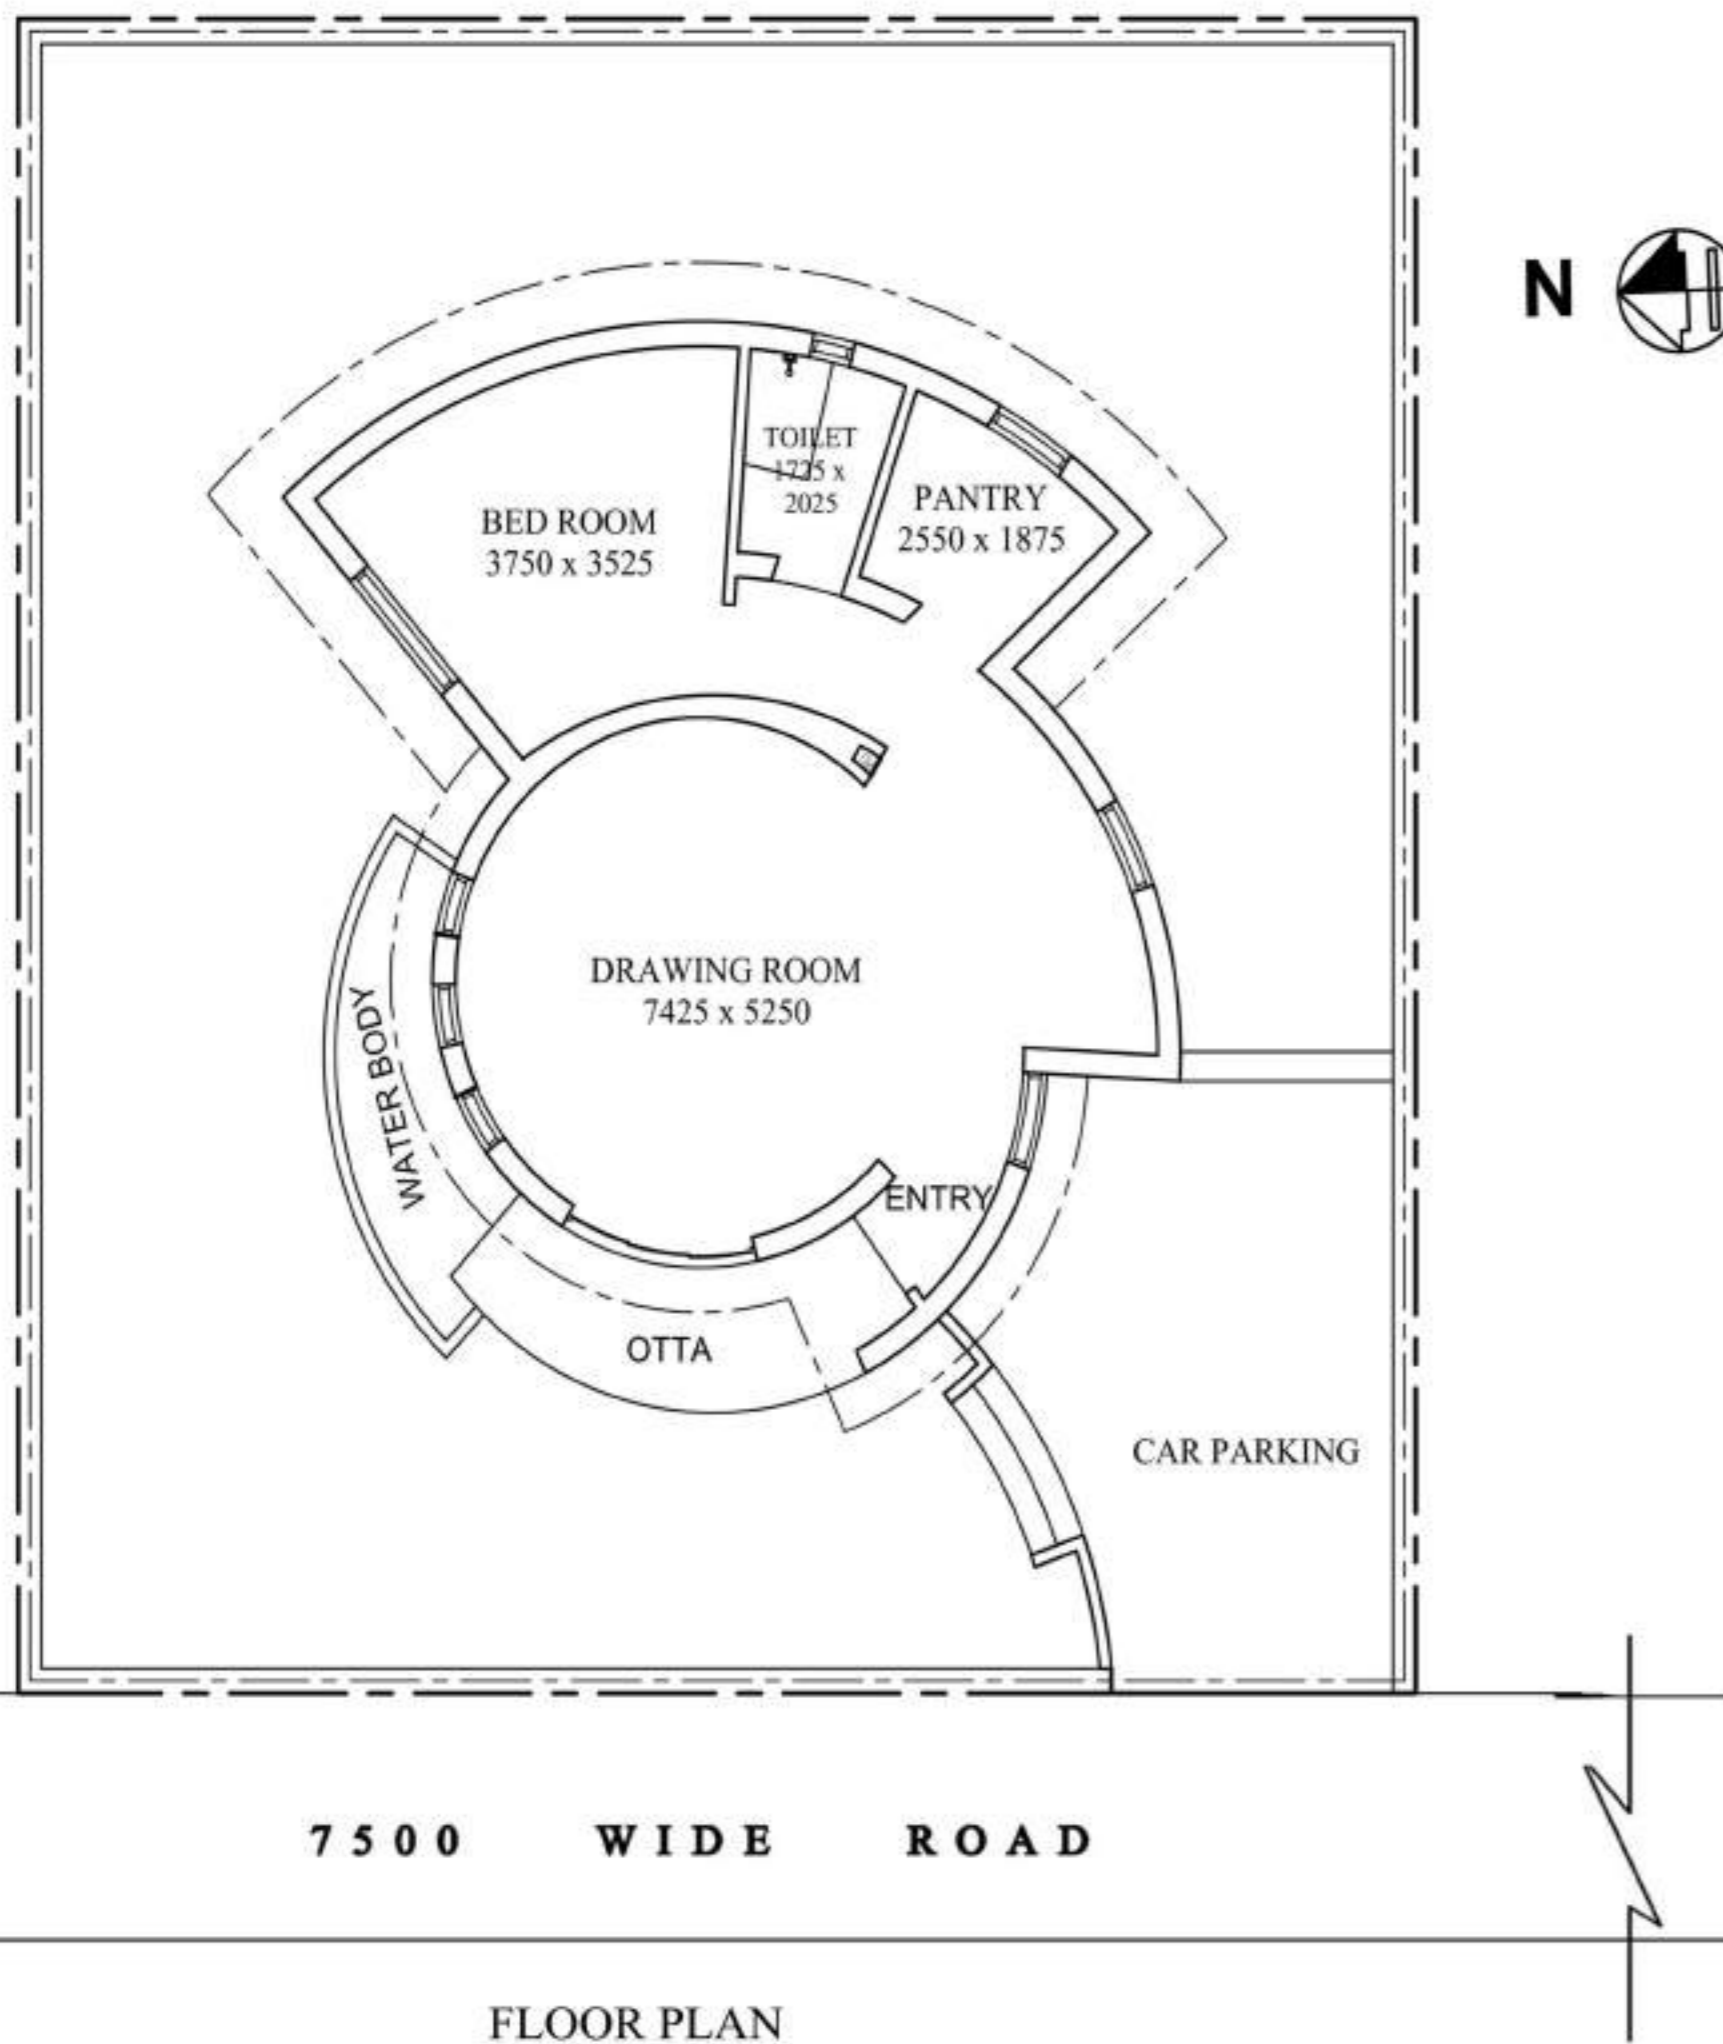 N
TOILET
1725 x
2025
PANTRY
2550 x 1875
BED ROOM
3750 x 3525
DRAWING ROOM
7425 x 5250
WATER BODY
ENTRY
OTTA
CAR PARKING
7500 WIDE ROAD
FLOOR PLAN